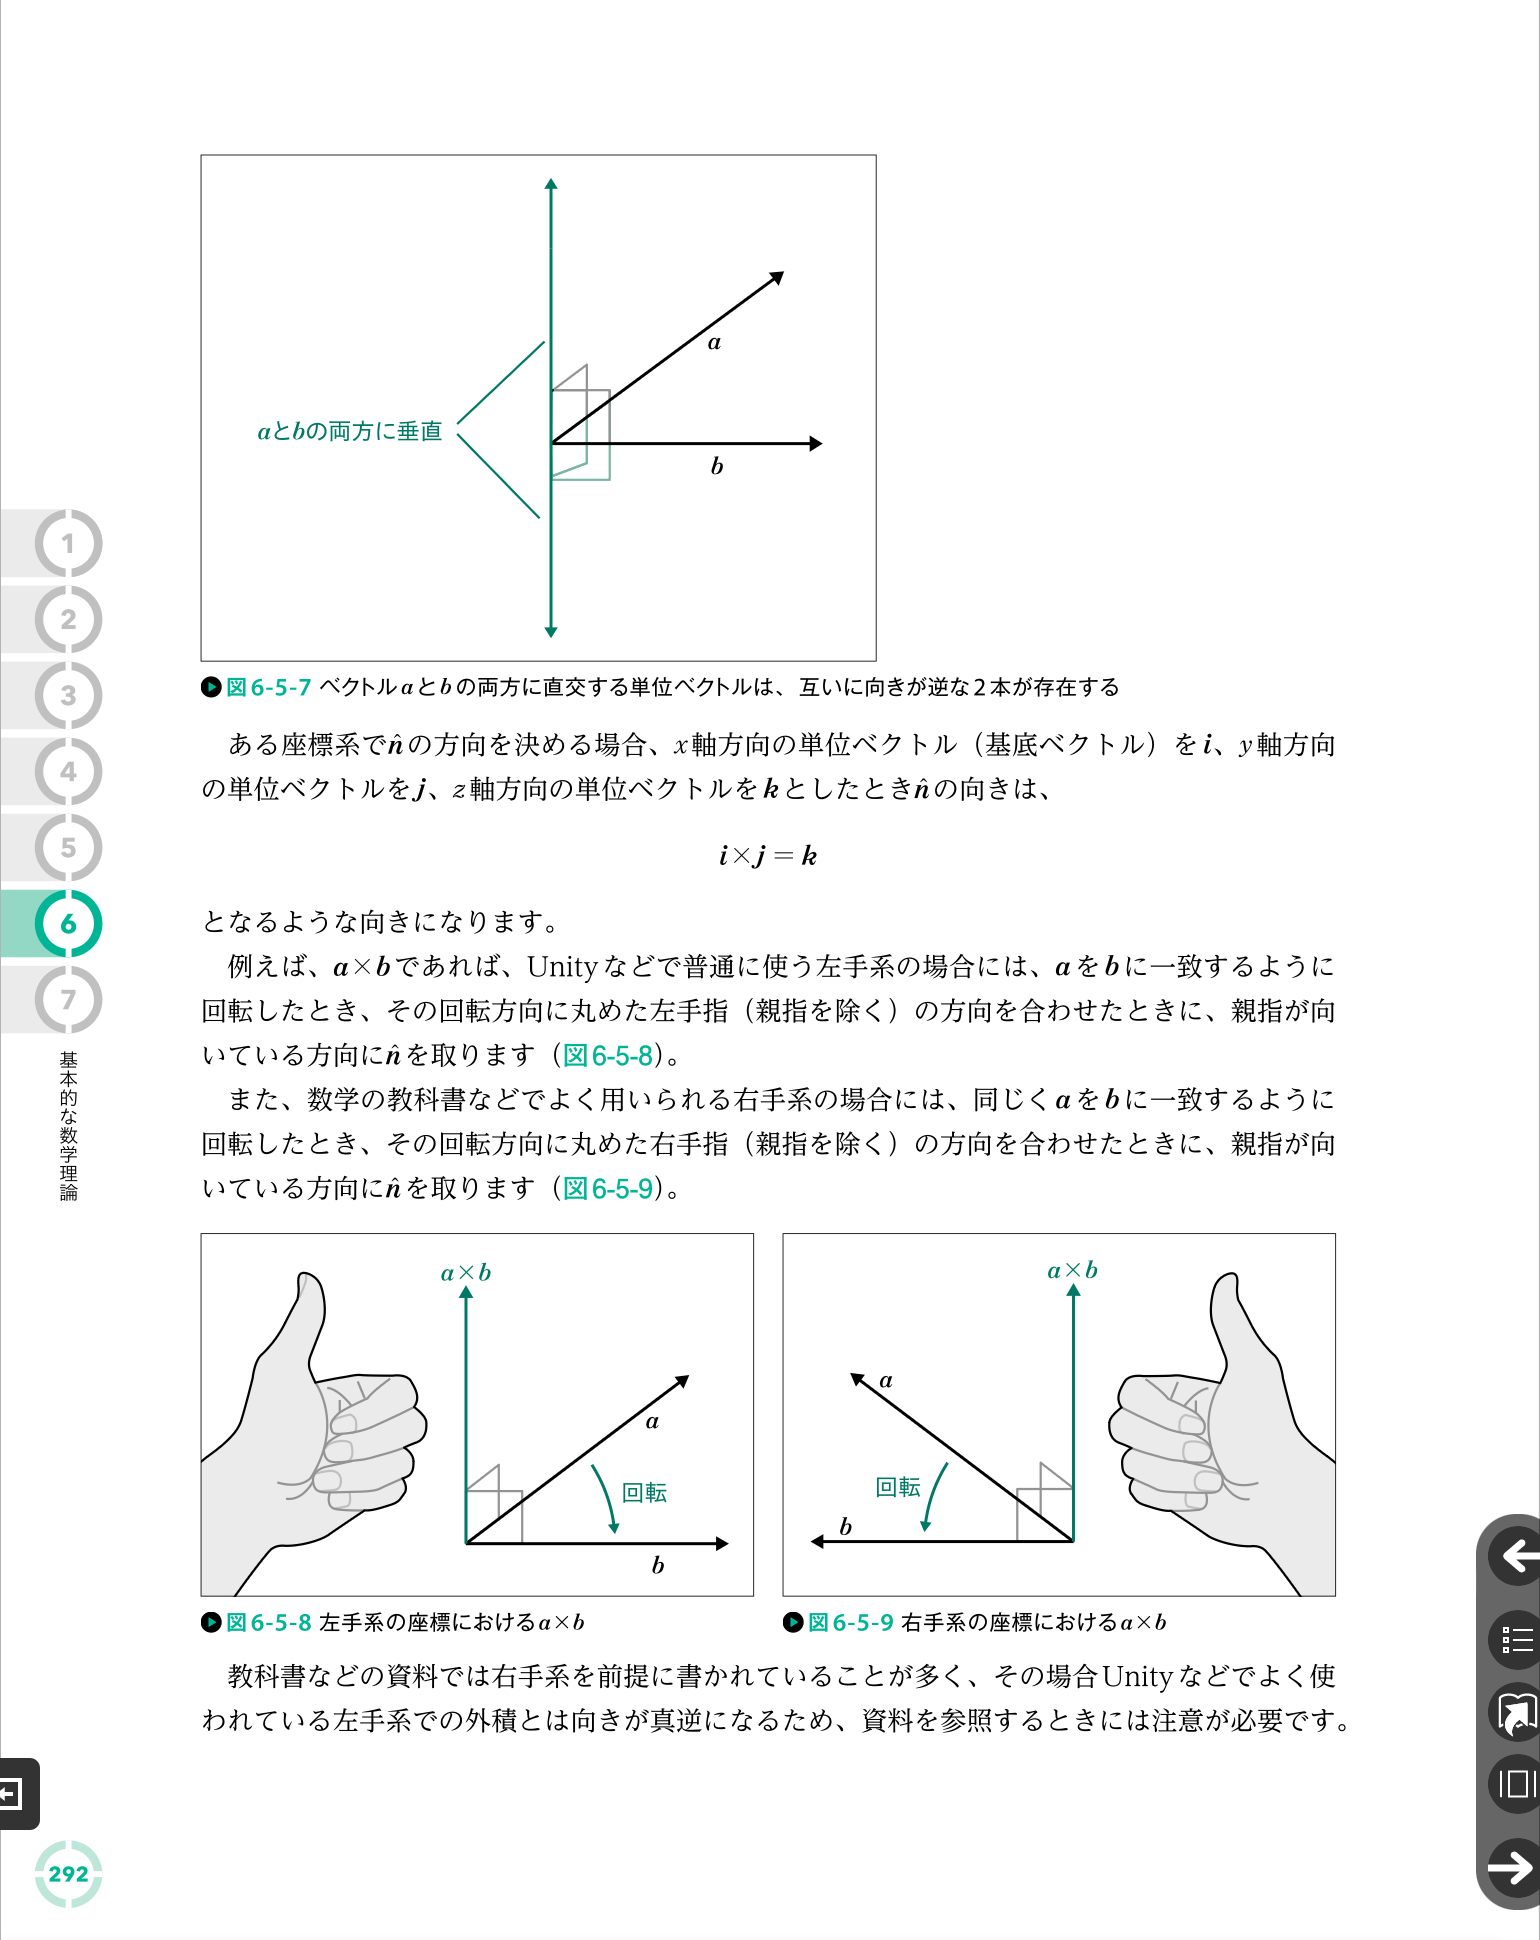 a
b
aとbの両方に垂直
図6-5-7 ベクトルaとbの両方に直交する単位ベクトルは、互いに向きが逆な2本が存在する
ある座標系でn̂の方向を決める場合、x軸方向の単位ベクトル（基底ベクトル）をi、y軸方向
の単位ベクトルをj、z軸方向の単位ベクトルをkとしたときn̂の向きは、
i×j＝k
となるような向きになります。
例えば、a×bであれば、Unityなどで普通に使う左手系の場合には、aをbに一致するように
回転したとき、その回転方向に丸めた左手指（親指を除く）の方向を合わせたときに、親指が向
いている方向にn̂を取ります（図6-5-8）。
また、数学の教科書などでよく用いられる右手系の場合には、同じくaをbに一致するように
回転したとき、その回転方向に丸めた右手指（親指を除く）の方向を合わせたときに、親指が向
いている方向にn̂を取ります（図6-5-9）。
a×b
a
回転
b
図6-5-8 左手系の座標におけるa×b
a×b
a
回転
b
図6-5-9 右手系の座標におけるa×b
教科書などの資料では右手系を前提に書かれていることが多く、その場合Unityなどでよく使
われている左手系での外積とは向きが真逆になるため、資料を参照するときには注意が必要です。
1
2
3
4
5
6
7
基本的な数学理論
292